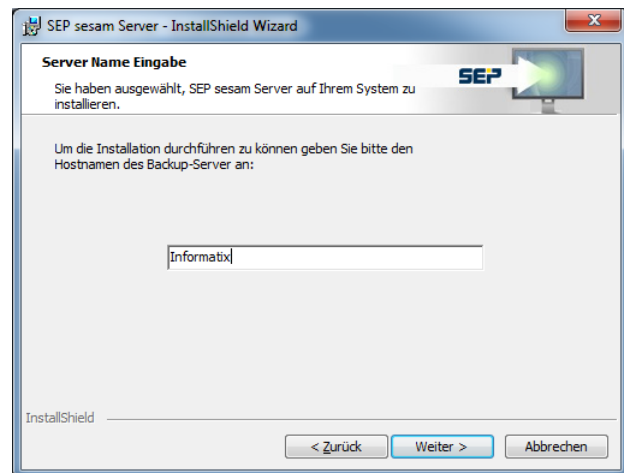 SEP sesam Server - InstallShield Wizard
Server Name Eingabe
Sie haben ausgewählt, SEP sesam Server auf Ihrem System zu
installieren.
SEP
Um die Installation durchführen zu können geben Sie bitte den
Hostnamen des Backup-Server an:
Informatix
InstallShield
< Zurück
Weiter >
Abbrechen